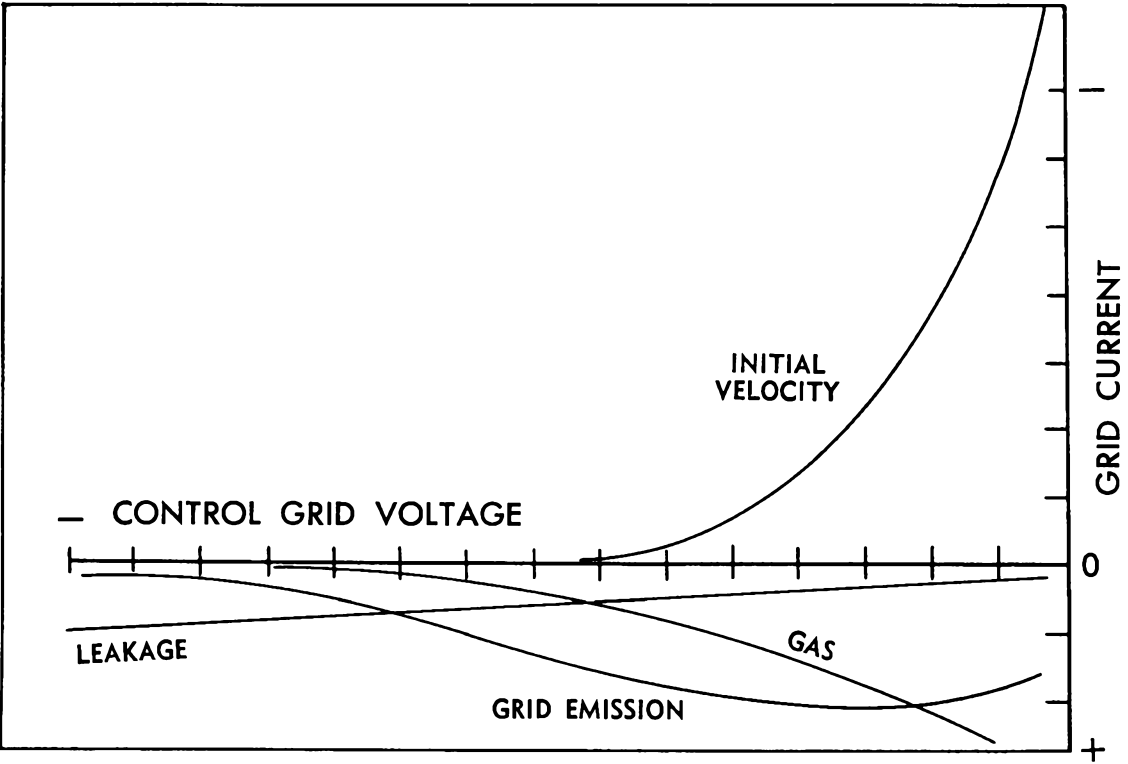 —
GRID CURRENT
INITIAL
VELOCITY
— CONTROL GRID VOLTAGE
0
LEAKAGE
GAS
GRID EMISSION
+